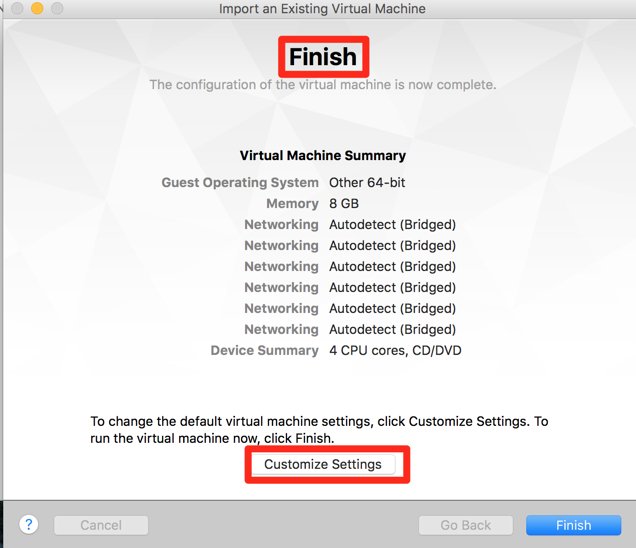 Import an Existing Virtual Machine
Finish
The configuration of the virtual machine is now complete.
Virtual Machine Summary
Guest Operating System Other 64-bit
Memory 8 GB
Networking Autodetect (Bridged)
Networking Autodetect (Bridged)
Networking Autodetect (Bridged)
Networking Autodetect (Bridged)
Networking Autodetect (Bridged)
Networking Autodetect (Bridged)
Device Summary 4 CPU cores, CD/DVD
To change the default virtual machine settings, click Customize Settings. To
run the virtual machine now, click Finish.
Customize Settings
? Cancel Go Back Finish